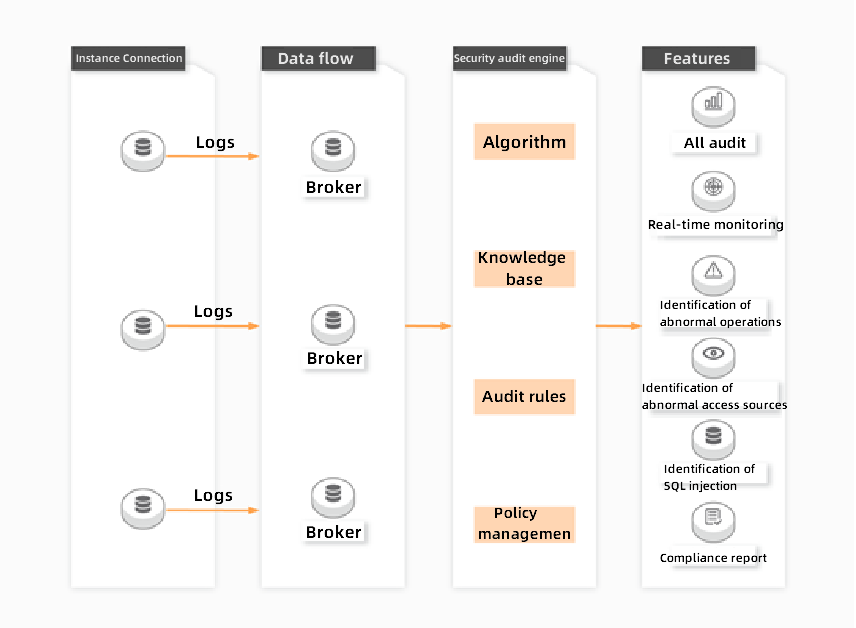 Instance Connection
Data flow
Security audit engine
Features
Logs
Broker
Logs
Broker
Logs
Broker
Algorithm
Knowledge
base
Audit rules
Policy
managemen
All audit
Real-time monitoring
Identification of
abnormal operations
Identification of
abnormal access sources
Identification of
SQL injection
Compliance report